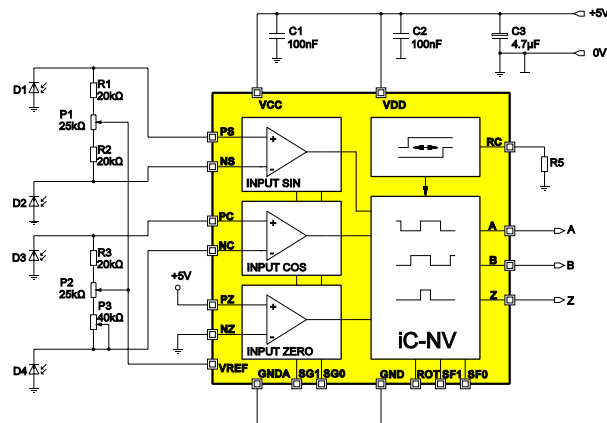 +5V
C1
100nF
C2
100nF
C3
4.7µF
0V
D1
R1
20kΩ
P1
25kΩ
R2
20kΩ
D2
D3
R3
20kΩ
P2
25kΩ
P3
40kΩ
D4
VCC
VDD
PS
+
NS
-
INPUT SIN
PC
+
NC
-
INPUT COS
+5V
PZ
+
NZ
-
INPUT ZERO
VREF
RC
R5
A
A
B
B
Z
Z
iC-NV
GNDA
SG1
SG0
GND
ROT
SF1
SF0